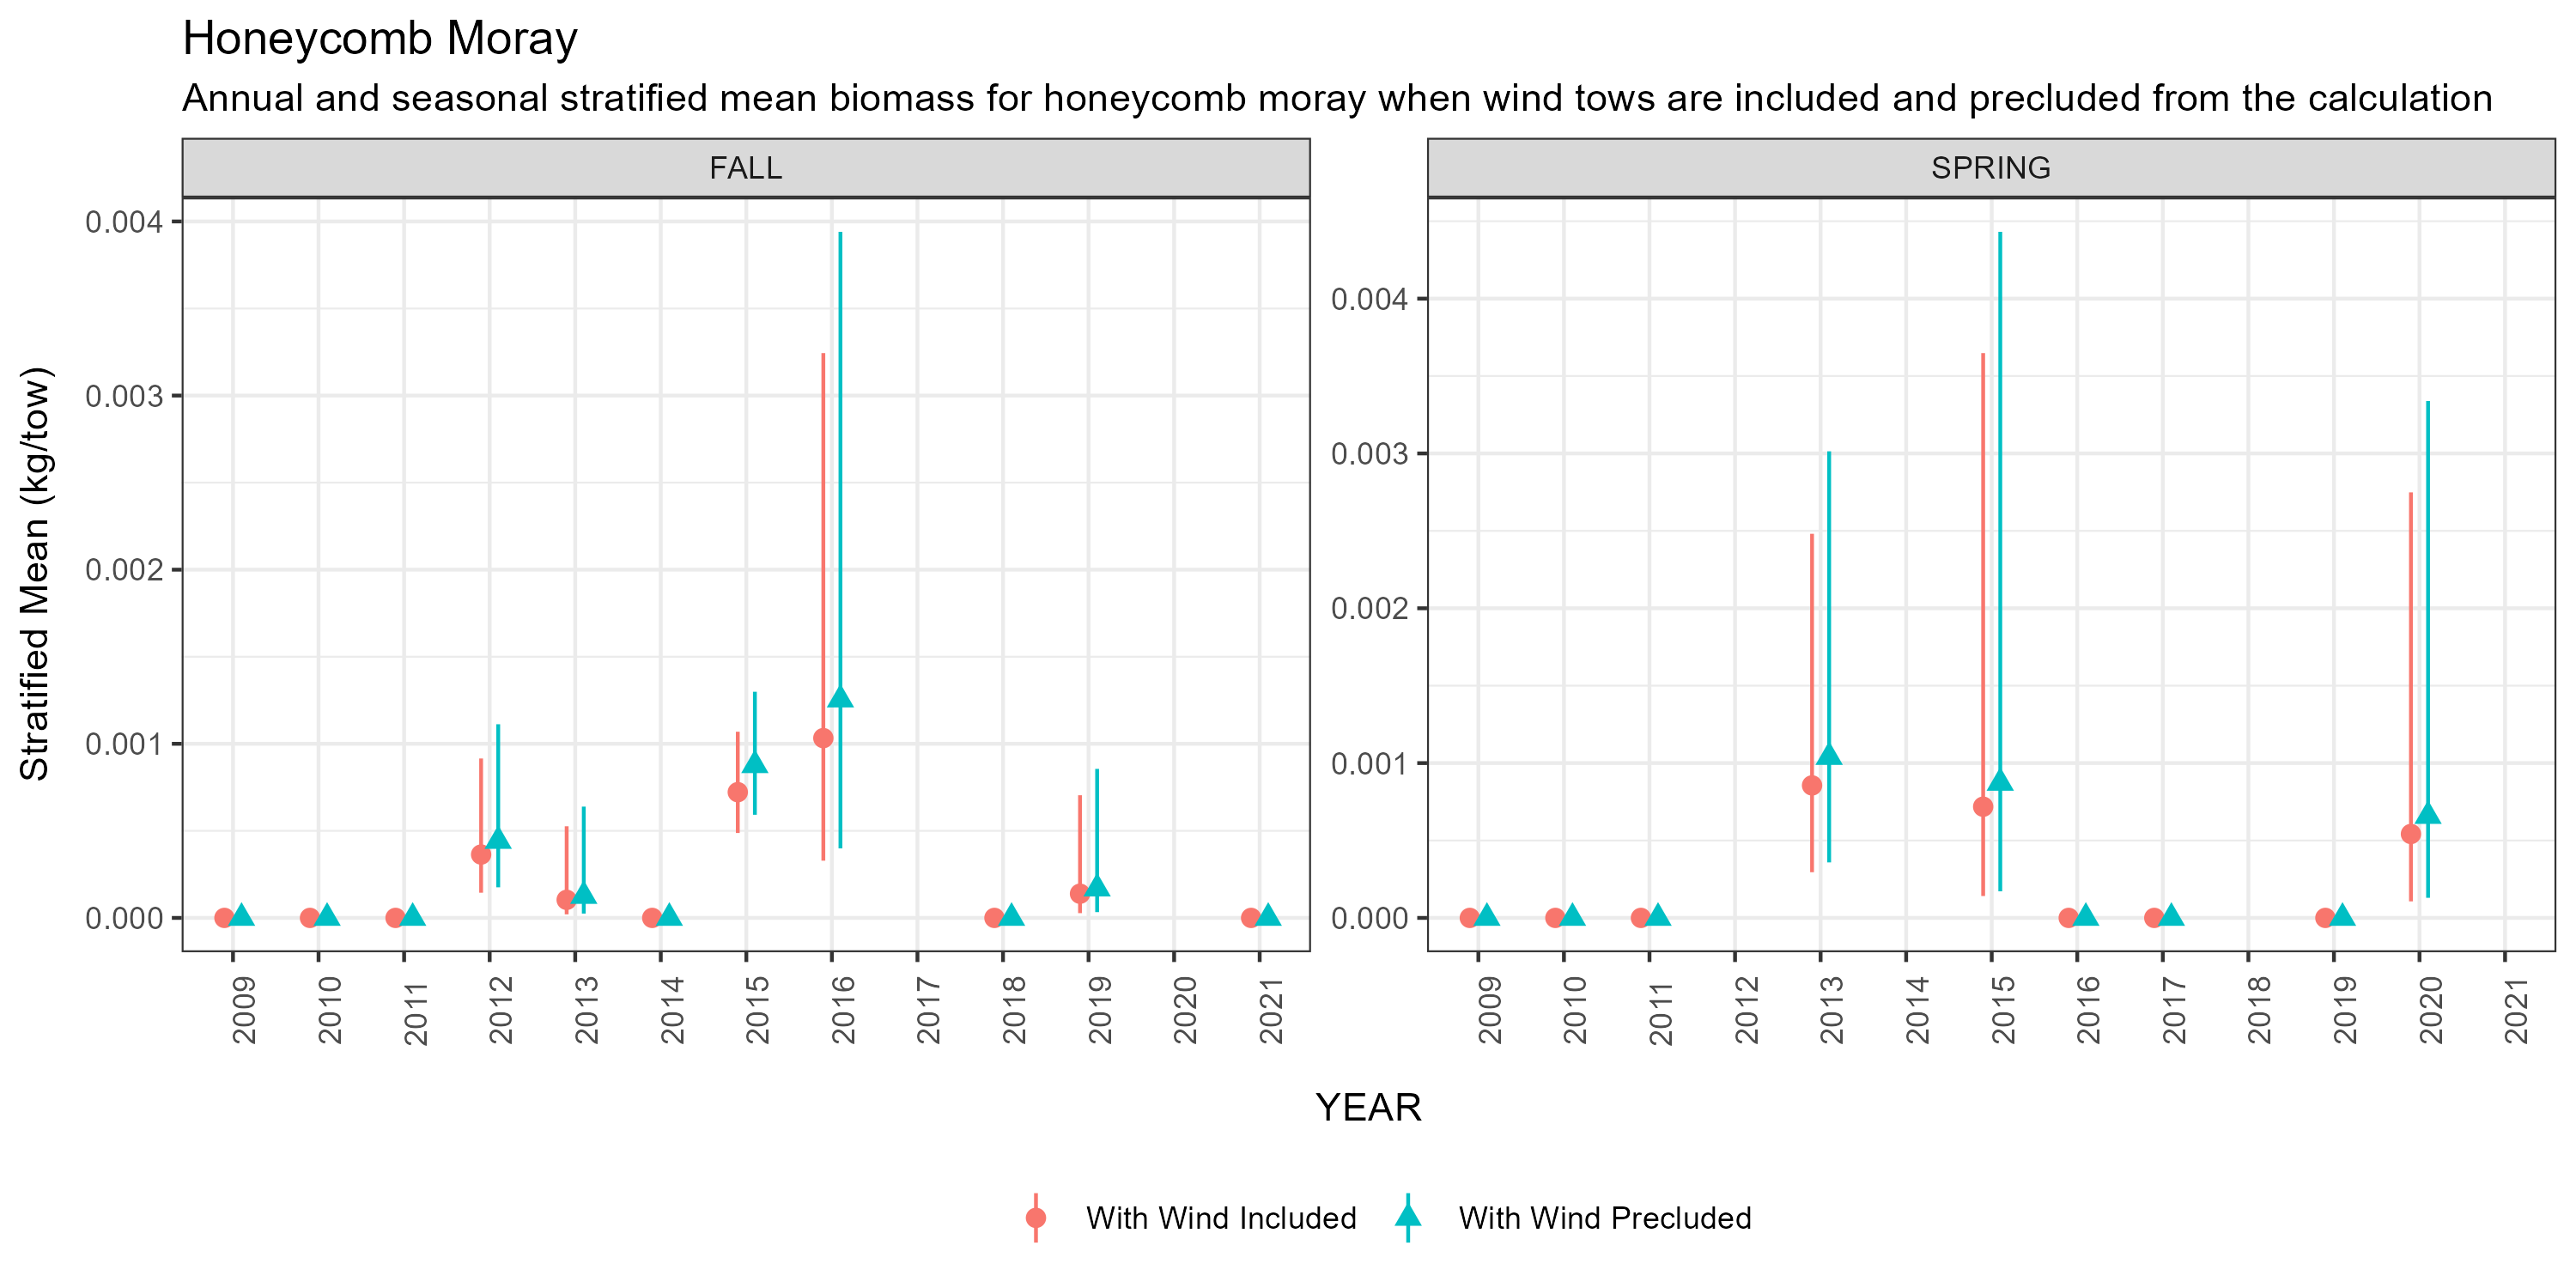 Honeycomb Moray
Annual and seasonal stratified mean biomass for honeycomb moray when wind tows are included and precluded from the calculation
FALL
SPRING
Stratified Mean (kg/tow)
0.004
0.003
0.002
0.001
0.000
0.004
0.003
0.002
0.001
0.000
2009 2010 2011 2012 2013 2014 2015 2016 2017 2018 2019 2020 2021
2009 2010 2011 2012 2013 2014 2015 2016 2017 2018 2019 2020 2021
YEAR
With Wind Included With Wind Precluded